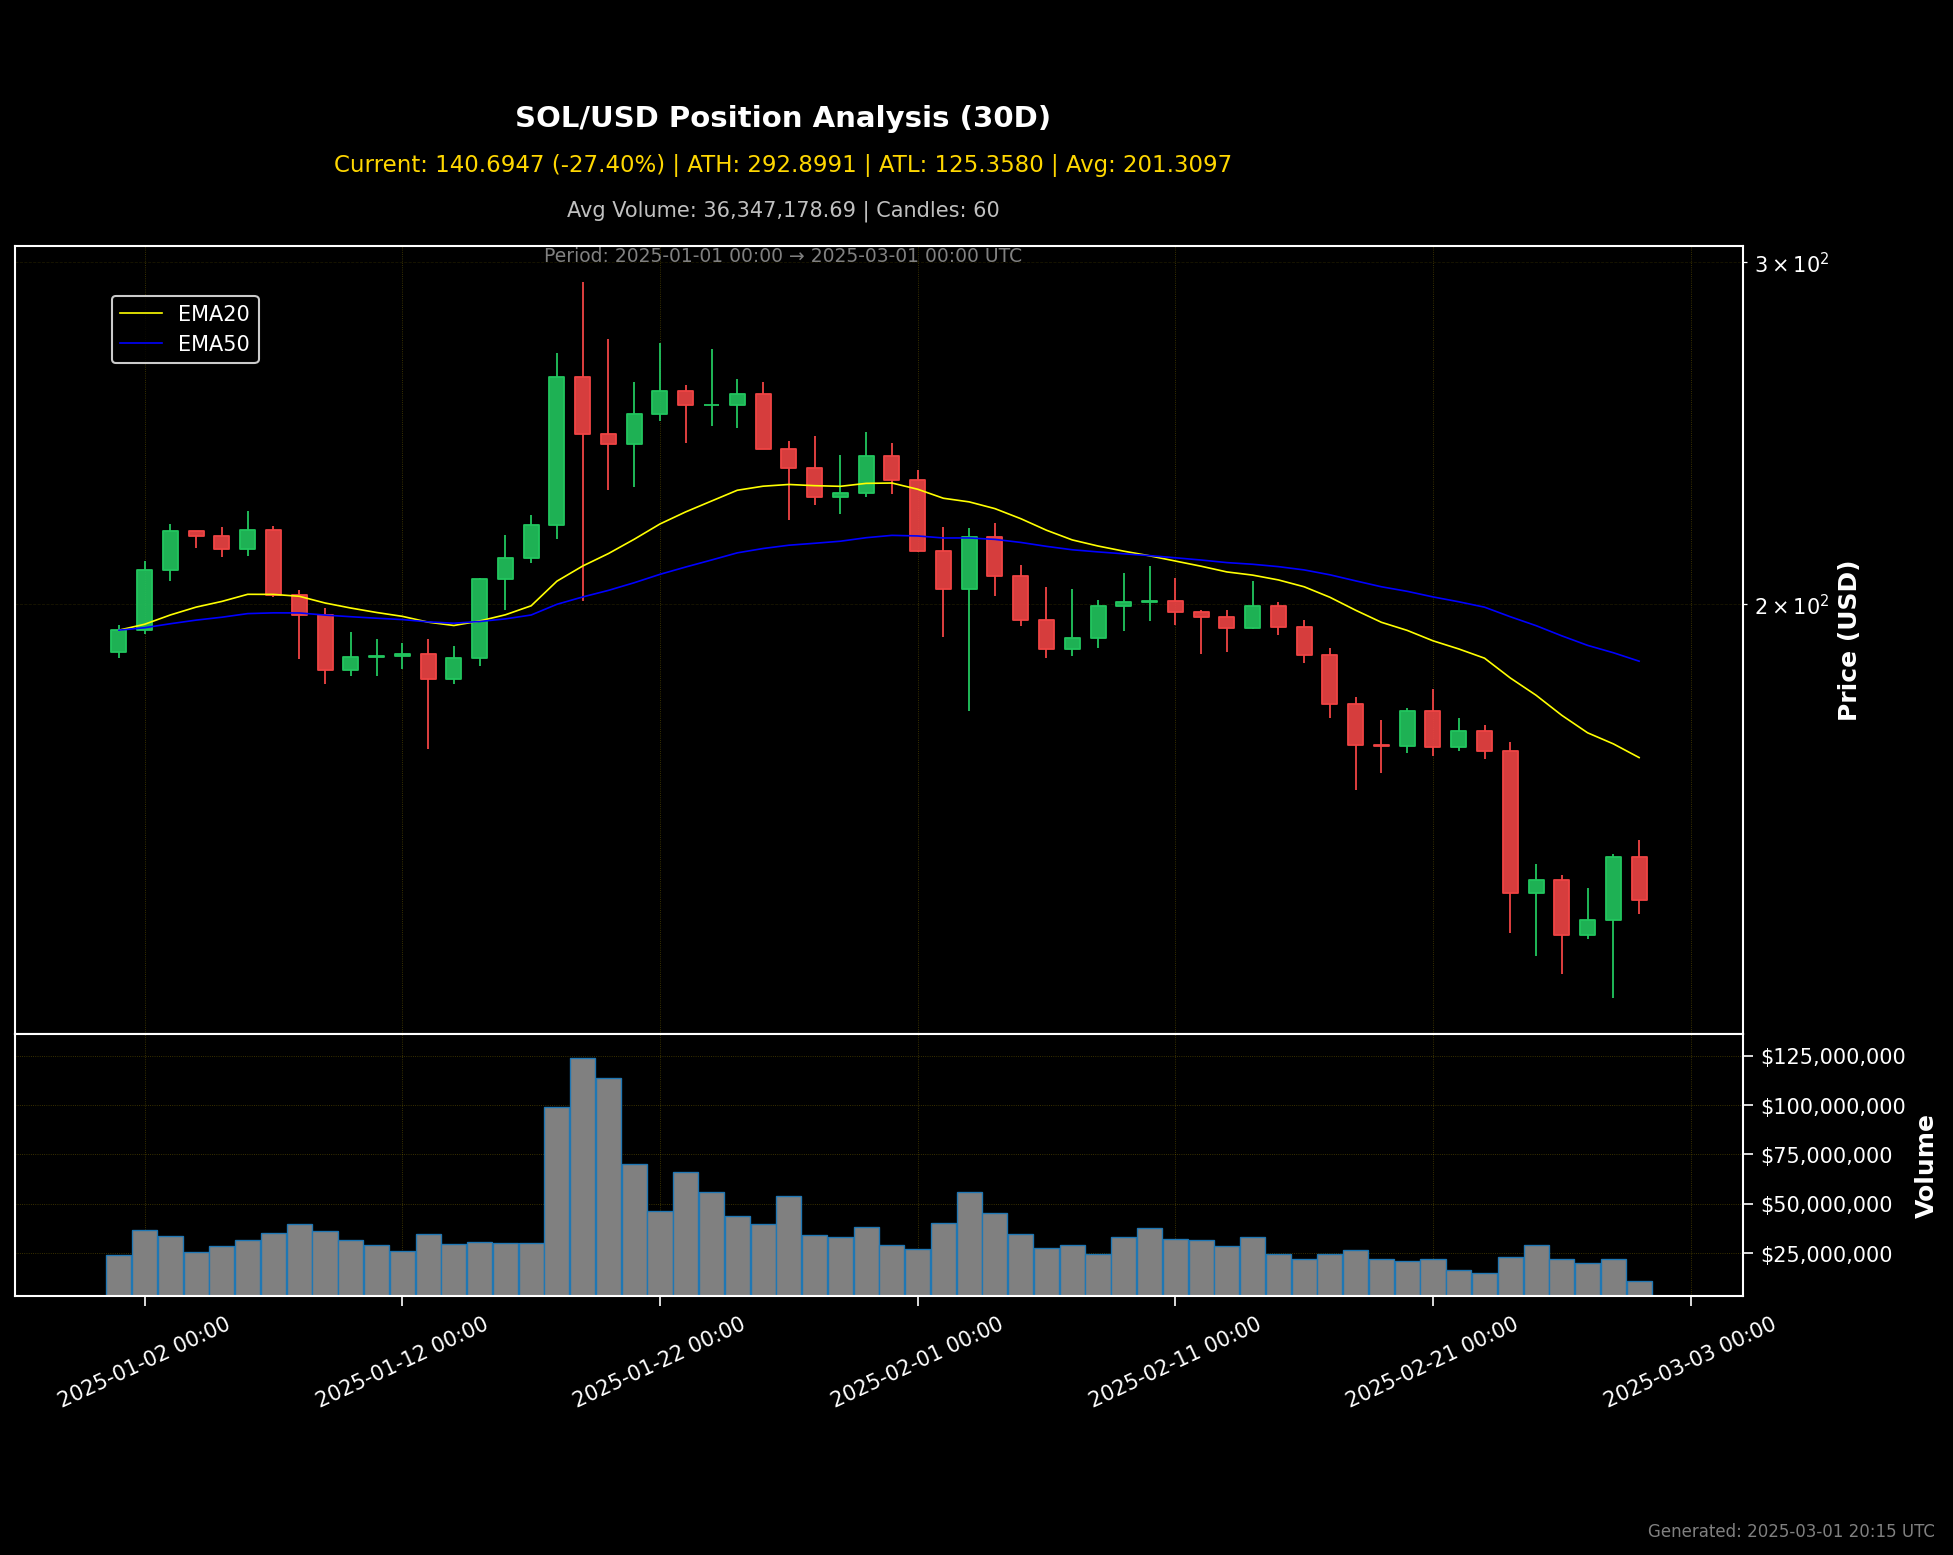 SOL/USD Position Analysis (30D)
Current: 140.6947 (-27.40%) | ATH: 292.8991 | ATL: 125.3580 | Avg: 201.3097
Avg Volume: 36,347,178.69 | Candles: 60
Period: 2025-01-01 00:00 → 2025-03-01 00:00 UTC
EMA20
EMA50
3 × 10²
2 × 10²
Price (USD)
$125,000,000
$100,000,000
$75,000,000
$50,000,000
$25,000,000
Volume
2025-01-02 00:00
2025-01-12 00:00
2025-01-22 00:00
2025-02-01 00:00
2025-02-11 00:00
2025-02-21 00:00
2025-03-03 00:00
Generated: 2025-03-01 20:15 UTC